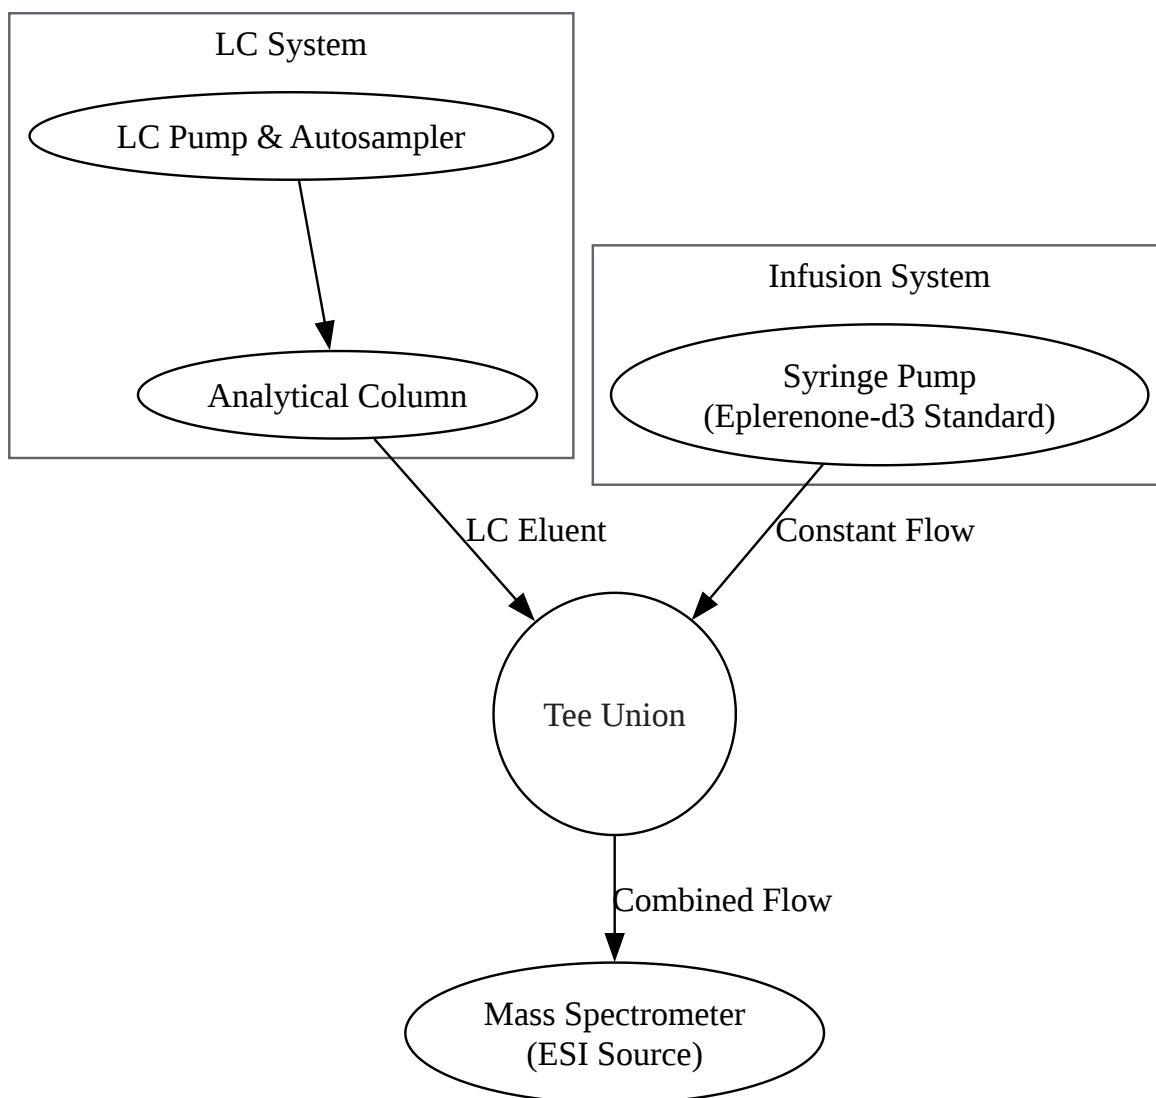 LC System
LC Pump & Autosampler
Infusion System
Syringe Pump
(Eplerenone-d3 Standard)
Analytical Column
LC Eluent
Constant Flow
Tee Union
Combined Flow
Mass Spectrometer
(ESI Source)